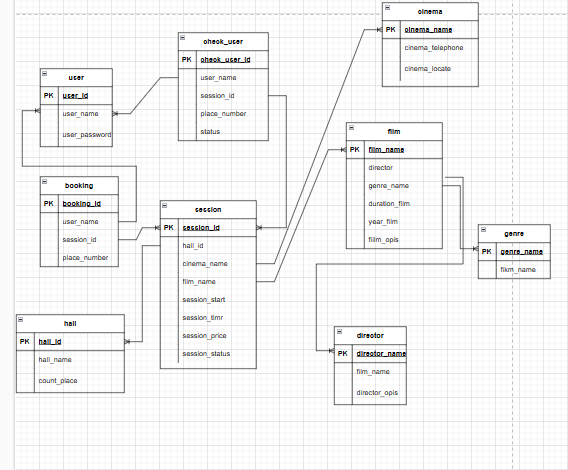 cinema
PK cinema_name
cinema_telephone
cinema_locate
check_user
PK check_user_id
user_name
session_id
place_number
status
user
PK user_id
user_name
user_password
film
PK film_name
director
genre_name
duration_film
year_film
fiilm_opis
booking
PK booking_id
user_name
session_id
place_number
session
PK session_id
hall_id
cinema_name
film_name
session_start
session_timr
session_price
session_status
genre
PK genre_name
fikm_name
hall
PK hall_id
hall_name
count_place
director
PK director_name
film_name
director_opis